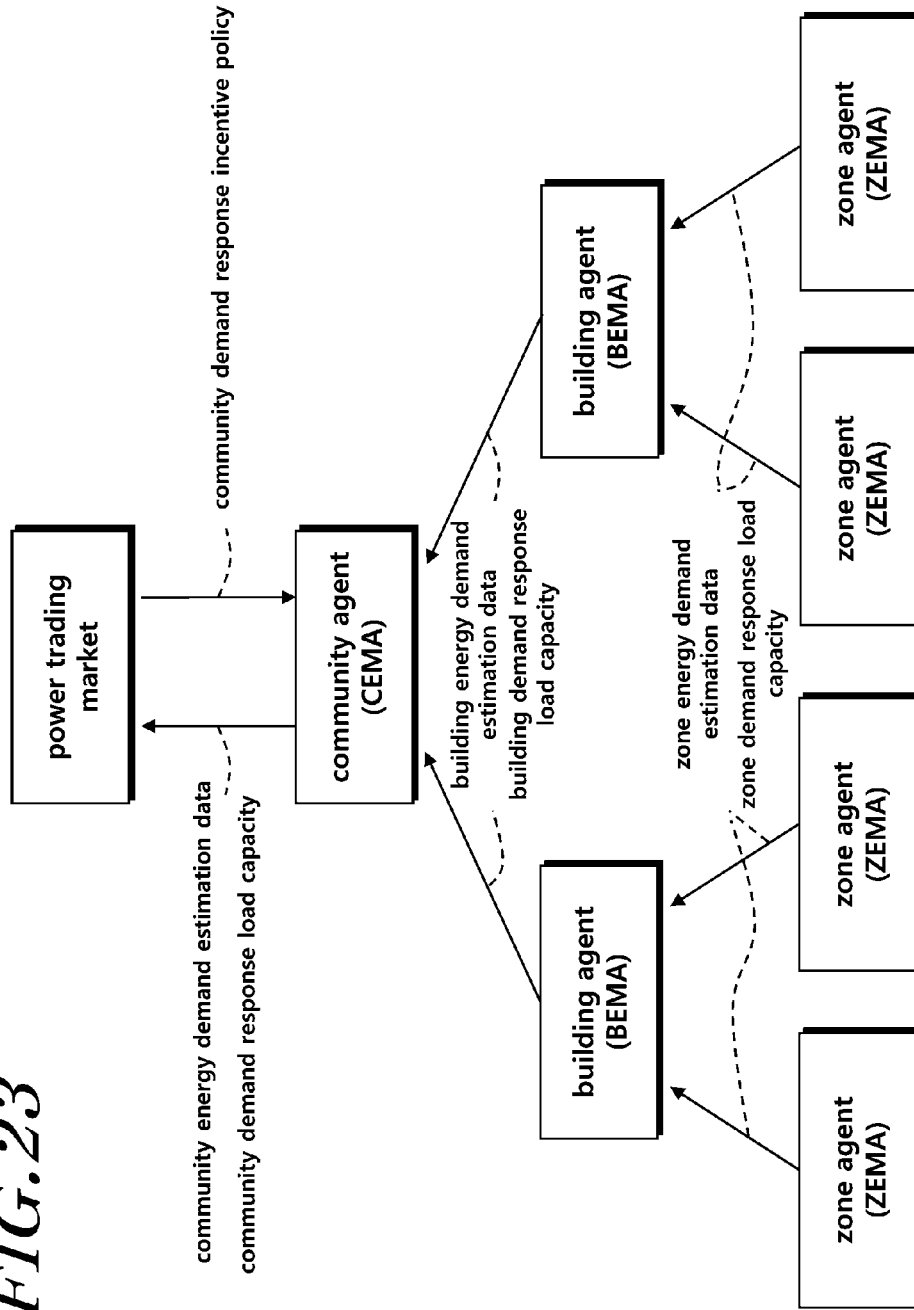 FIG.23
power trading
market
community energy demand estimation data
community demand response load capacity
community demand response incentive policy
community agent
(CEMA)
building energy demand
estimation data
building demand response
load capacity
building agent
(BEMA)
building agent
(BEMA)
zone energy demand
estimation data
zone demand response load
capacity
zone agent
(ZEMA)
zone agent
(ZEMA)
zone agent
(ZEMA)
zone agent
(ZEMA)